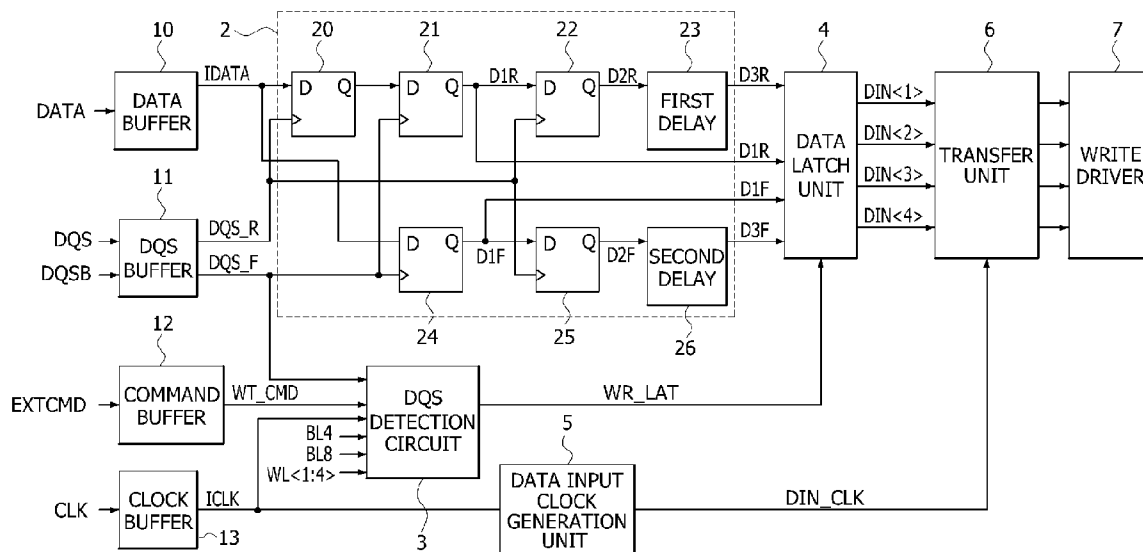 10
2
20
21
22
23
4
6
7
IDATA
D Q
D Q
D1R
D Q
D2R
D3R
DATA
DATA
BUFFER
FIRST
DELAY
DIN<1>
DIN<2>
DIN<3>
DIN<4>
DATA
LATCH
UNIT
TRANSFER
UNIT
WRITE
DRIVER
D1R
D1F
11
DQS
DQSB
DQS
BUFFER
DQS_R
DQS_F
D Q
D1F
D Q
D2F
SECOND
DELAY
D3F
24
25
26
12
EXTCMD
COMMAND
BUFFER
WT_CMD
DQS
DETECTION
CIRCUIT
WR_LAT
BL4
BL8
WL<1:4>
3
5
CLK
CLOCK
BUFFER
13
ICLK
DATA INPUT
CLOCK
GENERATION
UNIT
DIN_CLK